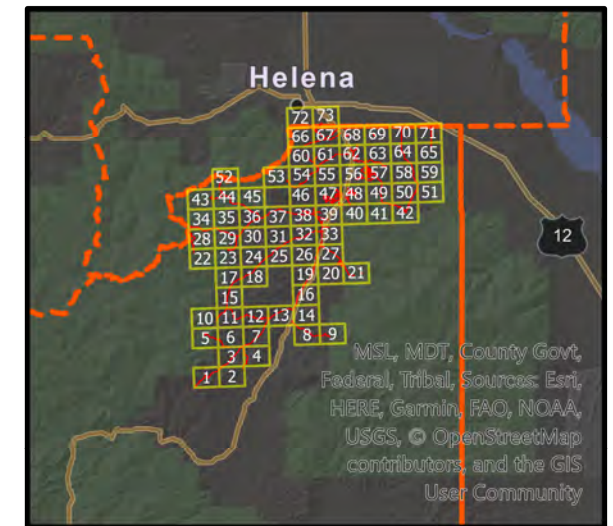 Helena
72 73
66 67 68 69 70 71
60 61 62 63 64 65
52 53 54 55 56 57 58 59
43 44 45 46 47 48 49 50 51
34 35 36 37 38 39 40 41 42
12
28 29 30 31 32 33
22 23 24 25 26 27
17 18 19 20 21
15 16
10 11 12 13 14
5 6 7 8 9
3 4
1 2
MSL, MDT, County Govt,
Federal, Tribal, Sources: Esri,
HERE, Garmin, FAO, NOAA,
USGS, © OpenStreetMap
contributors, and the GIS
User Community